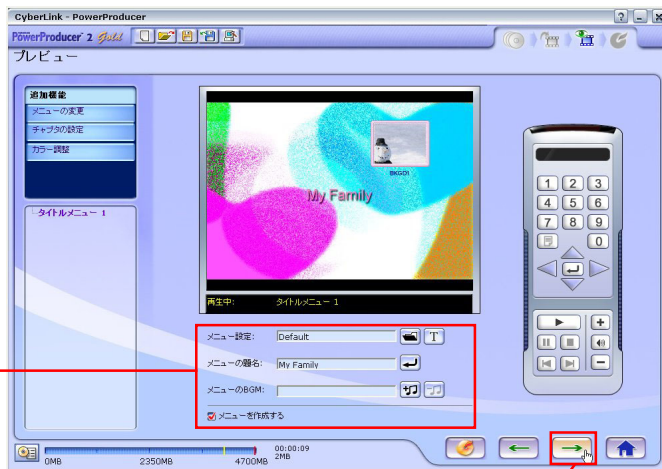 CyberLink - PowerProducer
PowerProducer 2 Gold
プレビュー
追加機能
メニューの変更
チャプタの設定
カラー調整
タイトルメニュー 1
BKG01
My Family
再生中: タイトルメニュー 1
メニュー設定: Default T
メニューの題名: My Family
メニューのBGM:
メニューを作成する
1 2 3
4 5 6
7 8 9
0
00:00:09
2MB
0MB 2350MB 4700MB